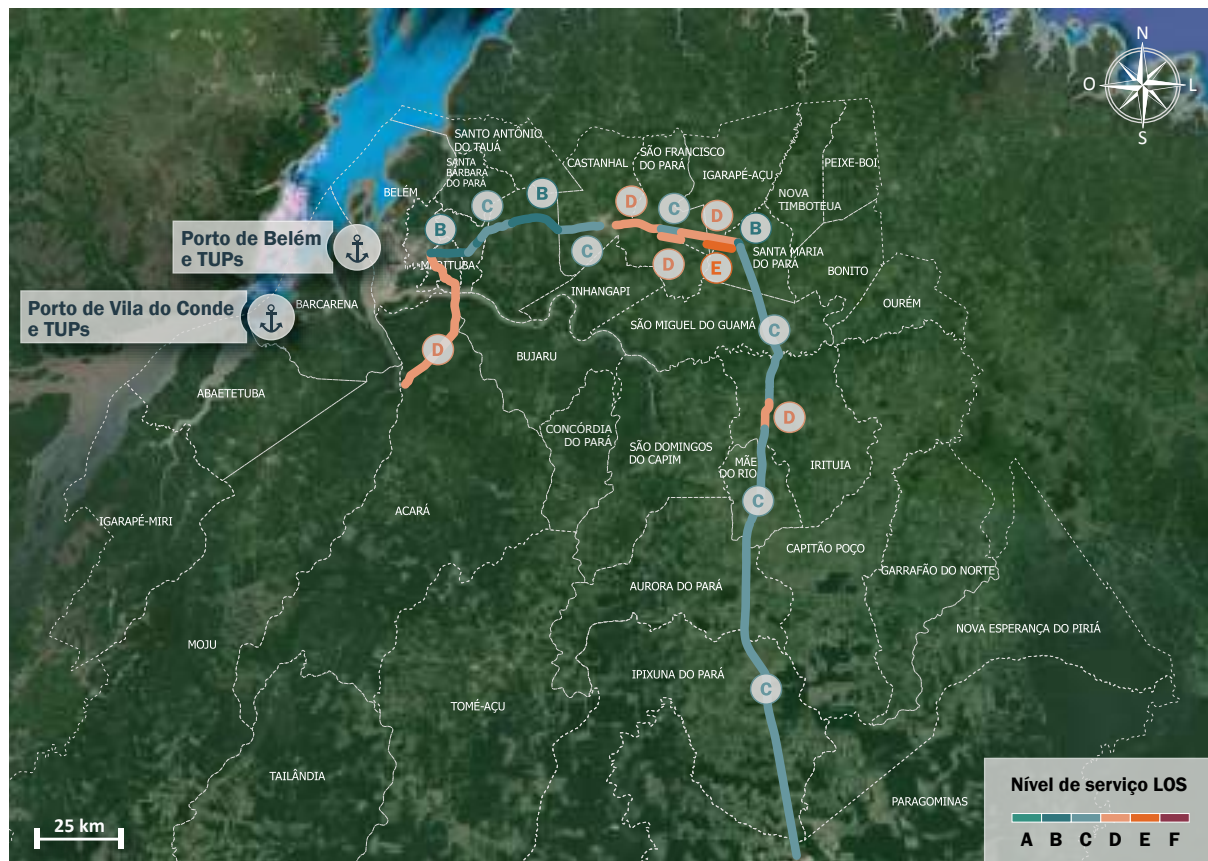 N
O
L
S
SANTO ANTÔNIO
DO TAUÁ
SANTA
BÁRBARA
DO PARÁ
CASTANHAL
SÃO FRANCISCO
DO PARÁ
IGARAPÉ-AÇU
PEIXE-BOI
NOVA
TIMBOTEUA
BELÉM
B
C
B
D
C
D
B
Porto de Belém
e TUPs
MARITUBA
C
D
E
SANTA MARIA
DO PARÁ
BONITO
INHANGAPI
OURÉM
Porto de Vila do Conde
e TUPs
BARCARENA
SÃO MIGUEL DO GUAMÁ
C
D
BUJARU
ABAETETUBA
D
CONCÓRDIA
DO PARÁ
SÃO DOMINGOS
DO CAPIM
MÃE
DO RIO
IRITUIA
C
ACARÁ
IGARAPÉ-MIRI
CAPITÃO POÇO
GARRAFÃO DO NORTE
AURORA DO PARÁ
NOVA ESPERANÇA DO PIRIÁ
MOJU
IPIXUNA DO PARÁ
C
TOMÉ-AÇU
TAILÂNDIA
PARAGOMINAS
25 km
Nível de serviço LOS
A B C D E F